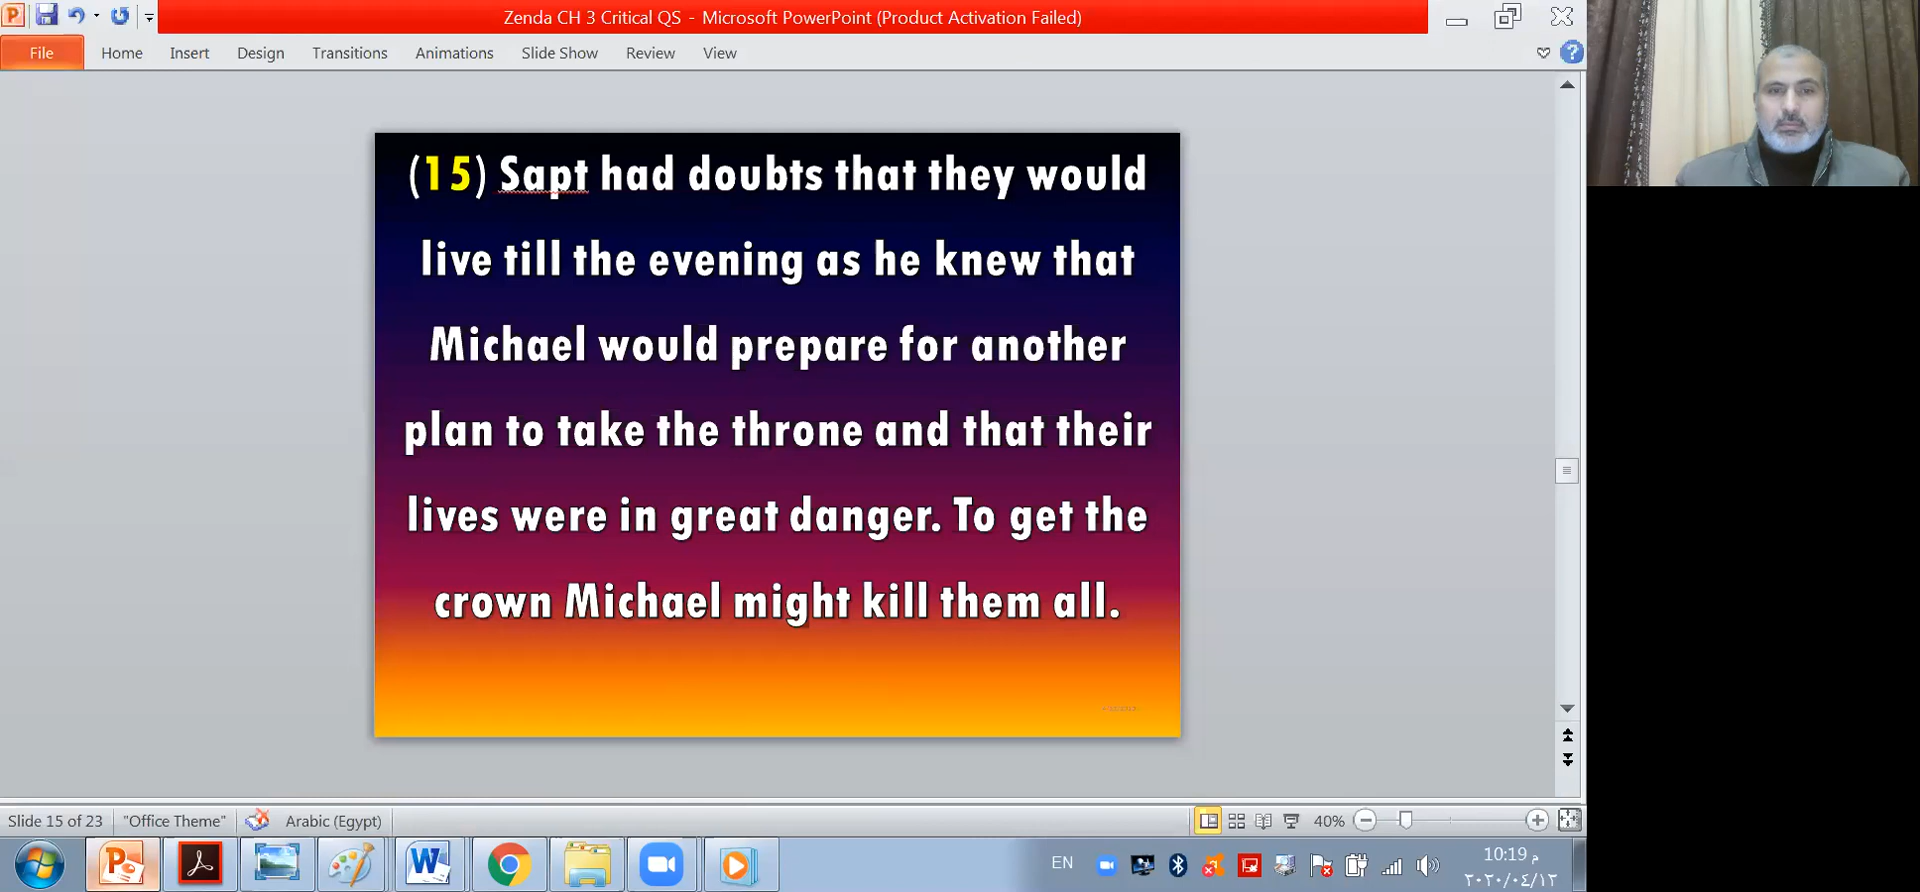 Zenda CH 3 Critical QS - Microsoft PowerPoint (Product Activation Failed)
File Home Insert Design Transitions Animations Slide Show Review View
(15) Sapt had doubts that they would
live till the evening as he knew that
Michael would prepare for another
plan to take the throne and that their
lives were in great danger. To get the
crown Michael might kill them all.
Slide 15 of 23 "Office Theme" Arabic (Egypt) 40%
EN 10:19 م
٢٠٢٠/٠٤/١٢